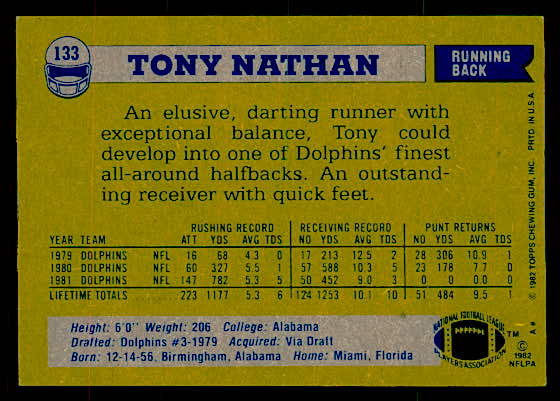 133
TONY NATHAN
RUNNING
BACK
An elusive, darting runner with
exceptional balance, Tony could
develop into one of Dolphins' finest
all-around halfbacks. An outstand-
ing receiver with quick feet.
RUSHING RECORD RECEIVING RECORD PUNT RETURNS
YEAR TEAM ATT YDS AVG TDS NO YDS AVG TDS NO YDS AVG TDS
1979 DOLPHINS NFL 16 68 4.3 0 17 213 12.5 2 28 306 10.9 1
1980 DOLPHINS NFL 60 327 5.5 1 57 588 10.3 5 23 178 7.7 0
1981 DOLPHINS NFL 147 782 5.3 5 50 452 9.0 3
LIFETIME TOTALS 223 1177 5.3 6 124 1253 10.1 10 51 484 9.5 1
Height: 6'0" Weight: 206 College: Alabama
Drafted: Dolphins #3-1979 Acquired: Via Draft
Born: 12-14-56, Birmingham, Alabama Home: Miami, Florida
NATIONAL FOOTBALL LEAGUE
PLAYERS ASSOCIATION
TM
© 1982
NFLPA
© 1982 TOPPS CHEWING GUM, INC. PRTD. IN U.S.A.
A*